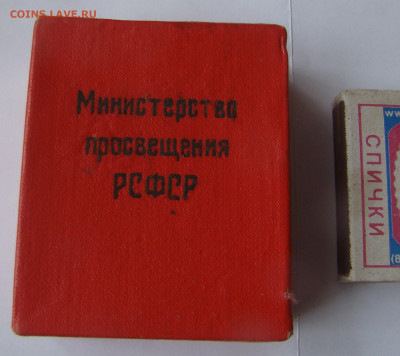 COINS.LAVE.RU
Министерство
просвещения
РСФСР
СПИЧКИ